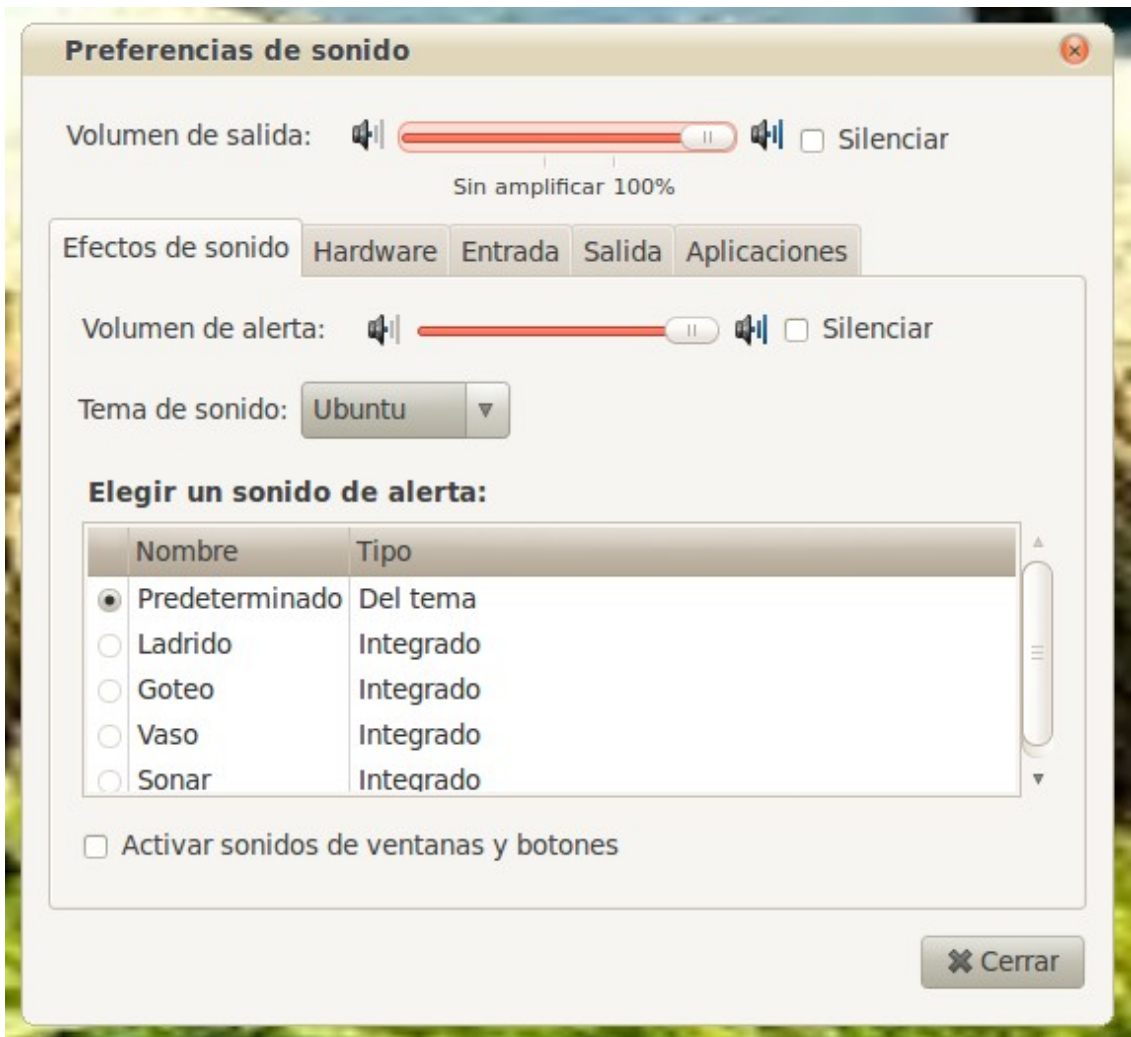 Preferencias de sonido
Volumen de salida: Silenciar
Sin amplificar 100%
Efectos de sonido Hardware Entrada Salida Aplicaciones
Volumen de alerta: Silenciar
Tema de sonido: Ubuntu
Elegir un sonido de alerta:
Nombre Tipo
Predeterminado Del tema
Ladrido Integrado
Goteo Integrado
Vaso Integrado
Sonar Integrado
Activar sonidos de ventanas y botones
Cerrar